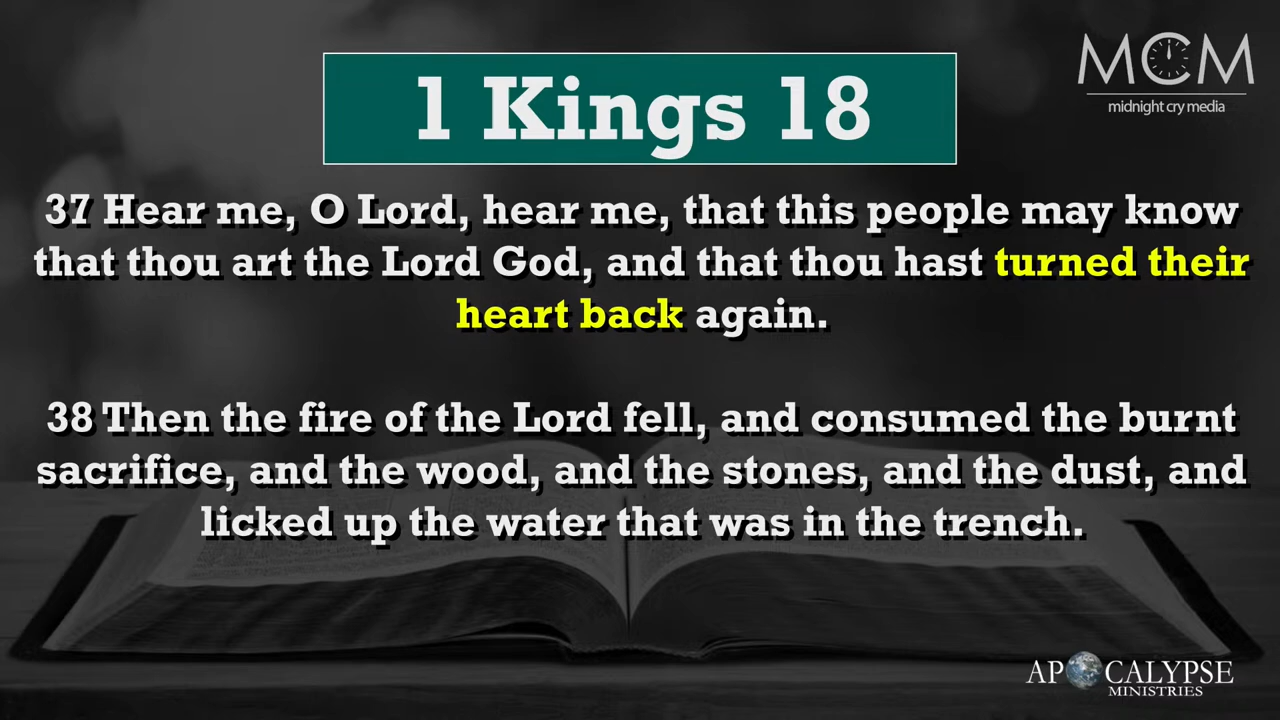 MCM
midnight cry media
1 Kings 18
37 Hear me, O Lord, hear me, that this people may know
that thou art the Lord God, and that thou hast turned their
heart back again.
38 Then the fire of the Lord fell, and consumed the burnt
sacrifice, and the wood, and the stones, and the dust, and
licked up the water that was in the trench.
APOCALYPSE
MINISTRIES